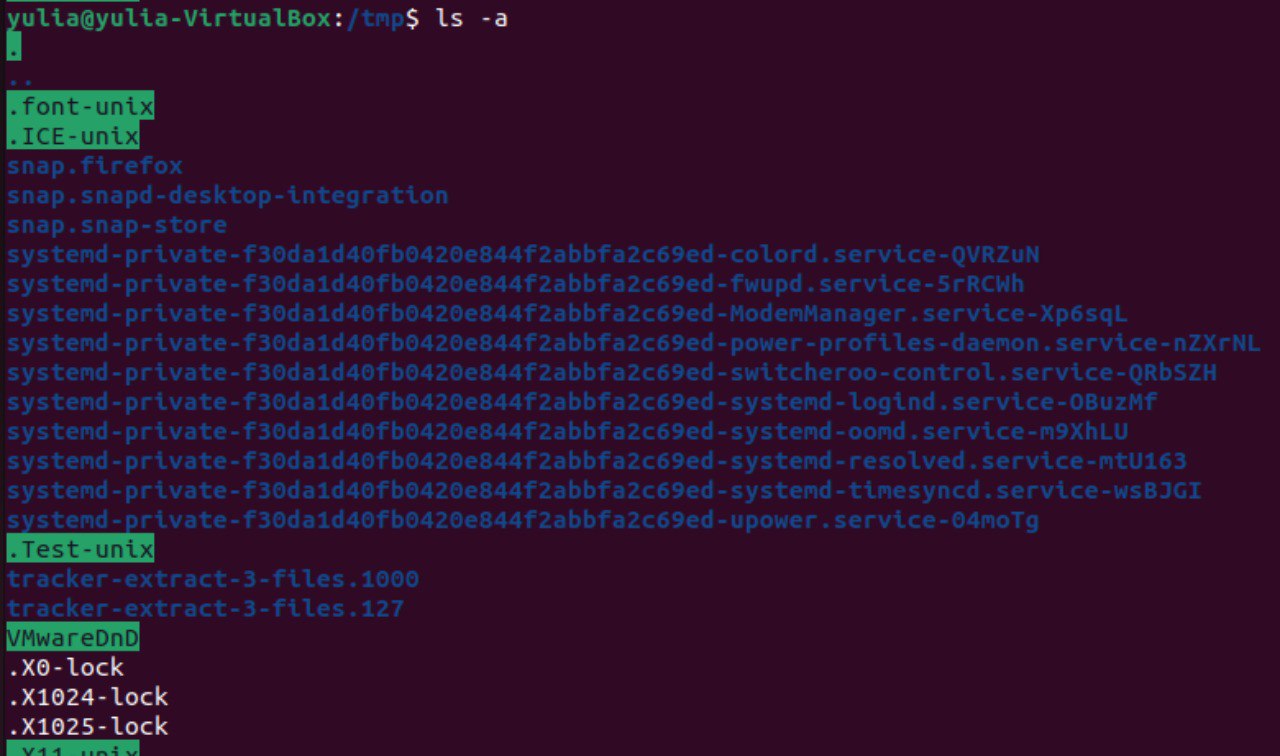 yulia@yulia-VirtualBox:/tmp$ ls -a
.
..
.font-unix
.ICE-unix
snap.firefox
snap.snapd-desktop-integration
snap.snap-store
systemd-private-f30da1d40fb0420e844f2abbfa2c69ed-colord.service-QVRZuN
systemd-private-f30da1d40fb0420e844f2abbfa2c69ed-fwupd.service-5rRCWh
systemd-private-f30da1d40fb0420e844f2abbfa2c69ed-ModemManager.service-Xp6sqL
systemd-private-f30da1d40fb0420e844f2abbfa2c69ed-power-profiles-daemon.service-nZXrNL
systemd-private-f30da1d40fb0420e844f2abbfa2c69ed-switcheroo-control.service-QRbSZH
systemd-private-f30da1d40fb0420e844f2abbfa2c69ed-systemd-logind.service-OBuzMf
systemd-private-f30da1d40fb0420e844f2abbfa2c69ed-systemd-oomd.service-m9XhLU
systemd-private-f30da1d40fb0420e844f2abbfa2c69ed-systemd-resolved.service-mtU163
systemd-private-f30da1d40fb0420e844f2abbfa2c69ed-systemd-timesyncd.service-wsBJGI
systemd-private-f30da1d40fb0420e844f2abbfa2c69ed-upower.service-04moTg
.Test-unix
tracker-extract-3-files.1000
tracker-extract-3-files.127
VMwareDnD
.X0-lock
.X1024-lock
.X1025-lock
.X11-unix